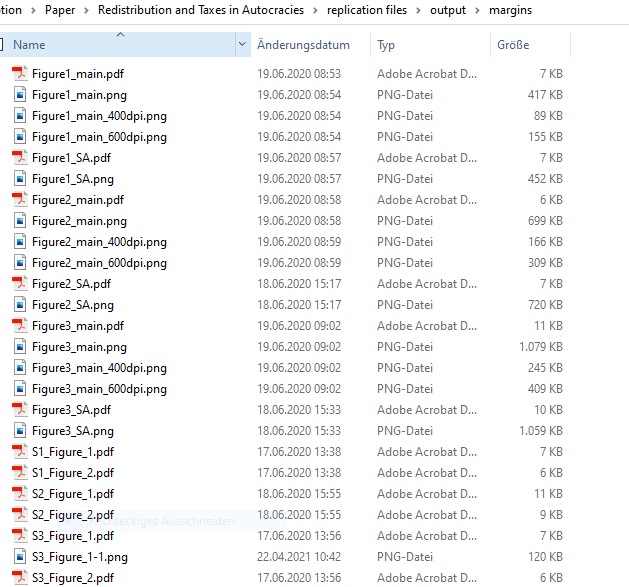 ption > Paper > Redistribution and Taxes in Autocracies > replication files > output > margins
Name Änderungsdatum Typ Größe
Figure1_main.pdf 19.06.2020 08:53 Adobe Acrobat D... 7 KB
Figure1_main.png 19.06.2020 08:54 PNG-Datei 417 KB
Figure1_main_400dpi.png 19.06.2020 08:54 PNG-Datei 89 KB
Figure1_main_600dpi.png 19.06.2020 08:54 PNG-Datei 155 KB
Figure1_SA.pdf 19.06.2020 08:57 Adobe Acrobat D... 7 KB
Figure1_SA.png 19.06.2020 08:57 PNG-Datei 452 KB
Figure2_main.pdf 19.06.2020 08:58 Adobe Acrobat D... 6 KB
Figure2_main.png 19.06.2020 08:58 PNG-Datei 699 KB
Figure2_main_400dpi.png 19.06.2020 08:59 PNG-Datei 166 KB
Figure2_main_600dpi.png 19.06.2020 08:59 PNG-Datei 309 KB
Figure2_SA.pdf 18.06.2020 15:17 Adobe Acrobat D... 7 KB
Figure2_SA.png 18.06.2020 15:17 PNG-Datei 720 KB
Figure3_main.pdf 19.06.2020 09:02 Adobe Acrobat D... 11 KB
Figure3_main.png 19.06.2020 09:02 PNG-Datei 1.079 KB
Figure3_main_400dpi.png 19.06.2020 09:02 PNG-Datei 245 KB
Figure3_main_600dpi.png 19.06.2020 09:02 PNG-Datei 409 KB
Figure3_SA.pdf 18.06.2020 15:33 Adobe Acrobat D... 10 KB
Figure3_SA.png 18.06.2020 15:33 PNG-Datei 1.059 KB
S1_Figure_1.pdf 17.06.2020 13:38 Adobe Acrobat D... 7 KB
S1_Figure_2.pdf 17.06.2020 13:38 Adobe Acrobat D... 6 KB
S2_Figure_1.pdf 18.06.2020 15:55 Adobe Acrobat D... 11 KB
S2_Figure_2.pdf 18.06.2020 15:55 Adobe Acrobat D... 9 KB
Ausschneiden
S3_Figure_1.pdf 17.06.2020 13:56 Adobe Acrobat D... 7 KB
S3_Figure_1-1.png 22.04.2021 10:42 PNG-Datei 120 KB
S3_Figure_2.pdf 17.06.2020 13:56 Adobe Acrobat D... 6 KB